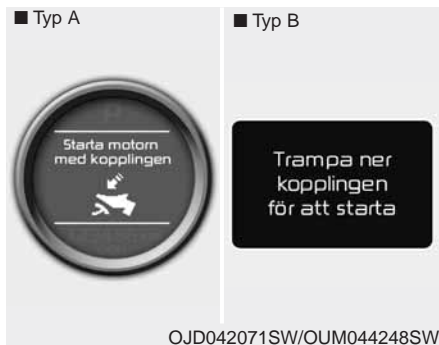 ■ Typ A
■ Typ B
Starta motorn
med kopplingen
Trampa ner
kopplingen
för att starta
OJD042071SW/OUM044248SW